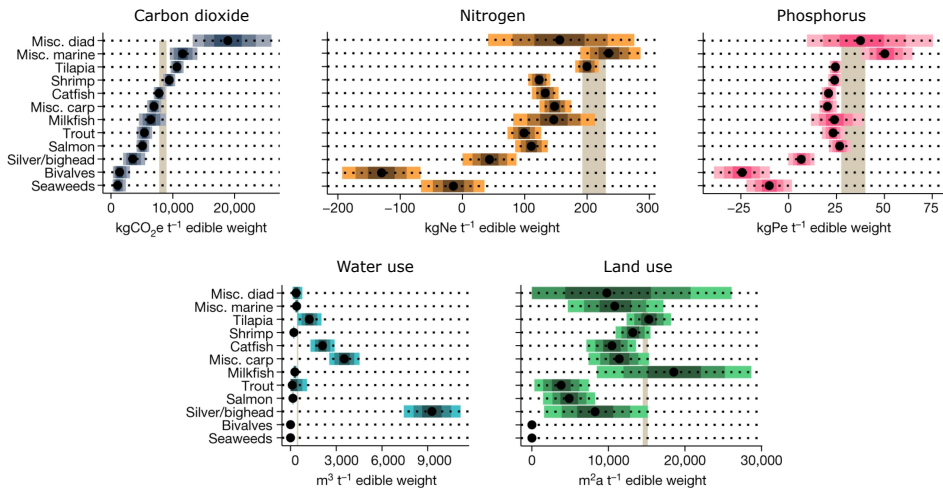 Carbon dioxide
Nitrogen
Phosphorus
Misc. diad
Misc. marine
Tilapia
Shrimp
Catfish
Misc. carp
Milkfish
Trout
Salmon
Silver/bighead
Bivalves
Seaweeds
0 10,000 20,000
kgCO₂e t⁻¹ edible weight
−200 −100 0 100 200 300
kgNe t⁻¹ edible weight
−25 0 25 50 75
kgPe t⁻¹ edible weight
Water use
Land use
Misc. diad
Misc. marine
Tilapia
Shrimp
Catfish
Misc. carp
Milkfish
Trout
Salmon
Silver/bighead
Bivalves
Seaweeds
0 3,000 6,000 9,000
m³ t⁻¹ edible weight
0 10,000 20,000 30,000
m²a t⁻¹ edible weight